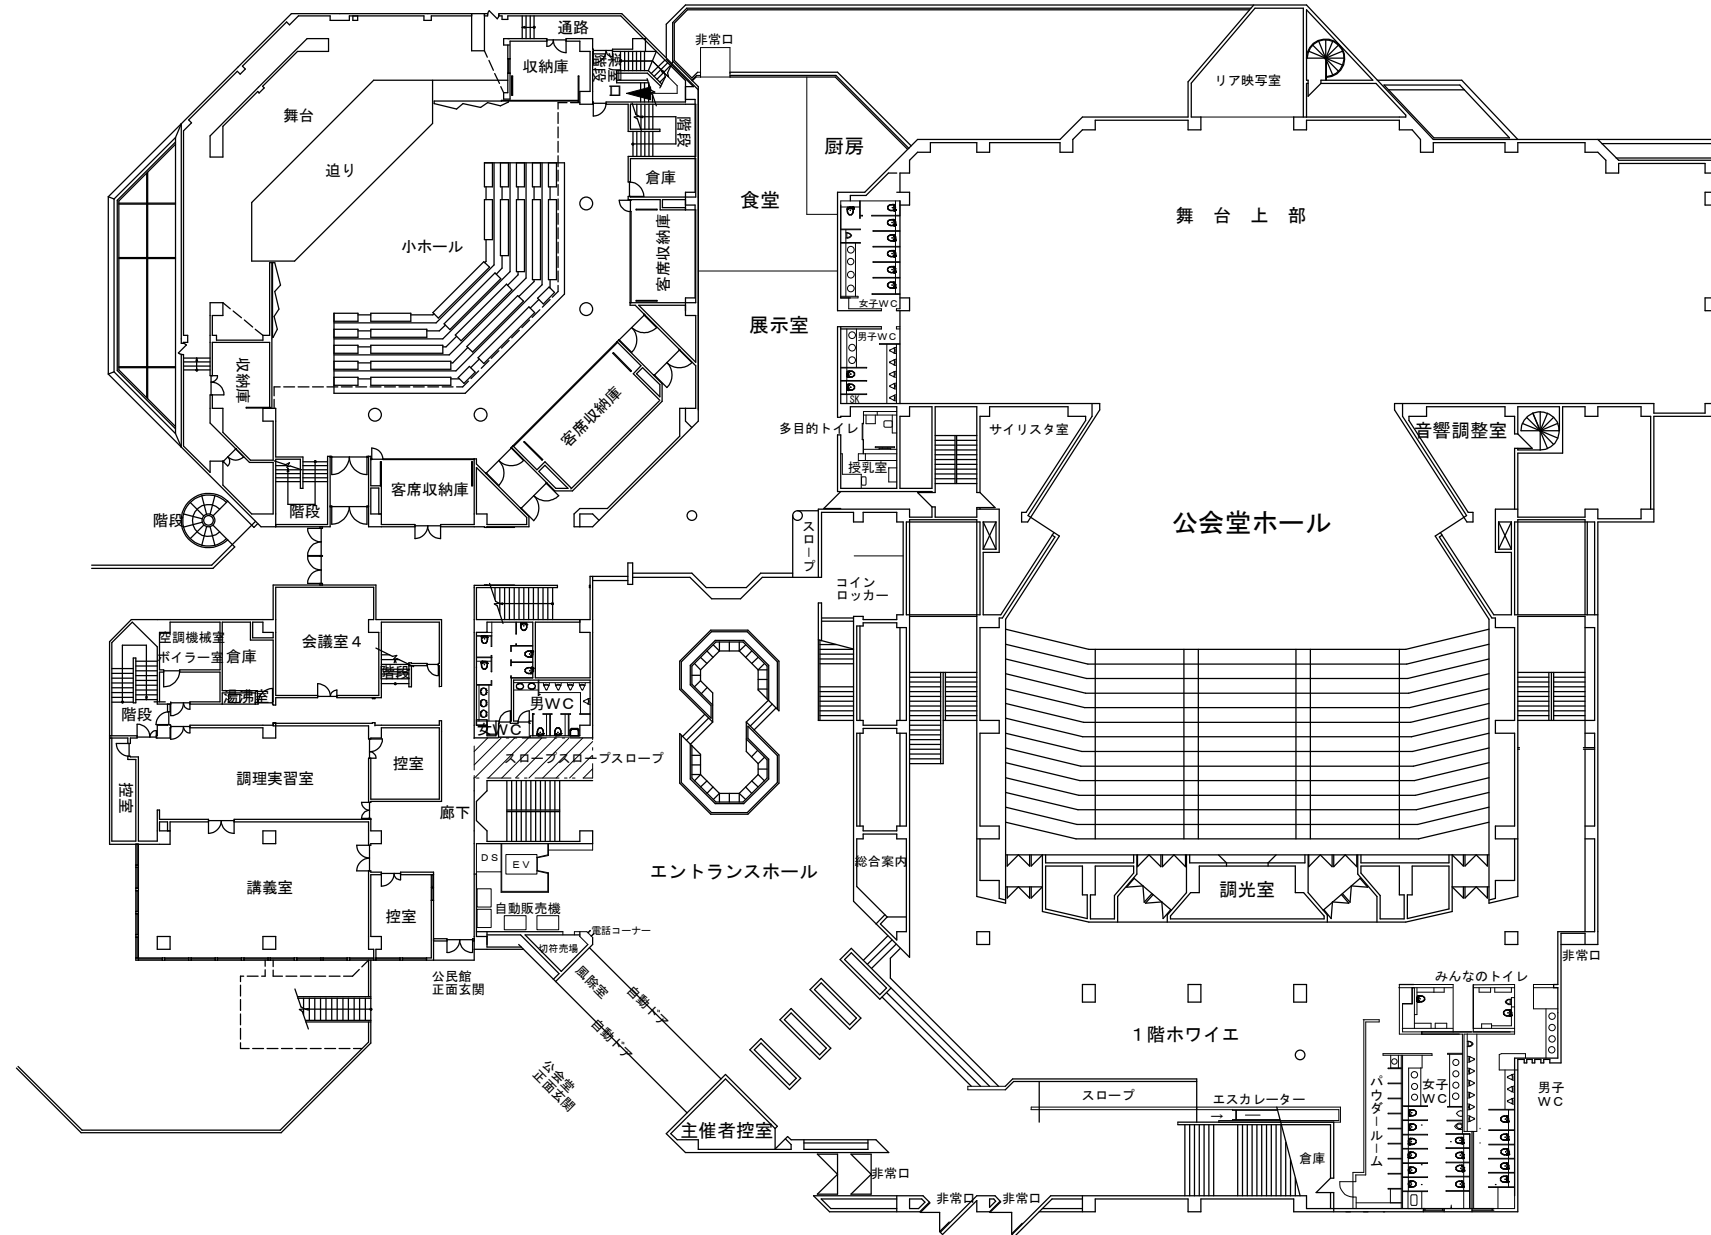 通路
非常口
収納庫
楽屋口
階段
リア映写室
舞台
階段
厨房
迫り
倉庫
食堂
舞台上部
小ホール
客席収納庫
女子WC
展示室
男子WC
収納庫
SK
客席収納庫
多目的トイレ
サイリスタ室
音響調整室
授乳室
客席収納庫
階段
階段
スロープ
公会堂ホール
コイン
ロッカー
空調機械室
ボイラー室
倉庫
会議室4
階段
湯沸室
階段
男WC
女WC
スロープスロープスロープ
調理実習室
控室
控室
廊下
DS
EV
総合案内
エントランスホール
講義室
調光室
控室
自動販売機
電話コーナー
切符売場
非常口
公民館
正面玄関
風除室
自動ドア
みんなのトイレ
自動ドア
1階ホワイエ
公会堂
正面玄関
パウダールーム
女子
WC
男子
WC
スロープ
エスカレーター
→
主催者控室
倉庫
非常口
非常口
非常口